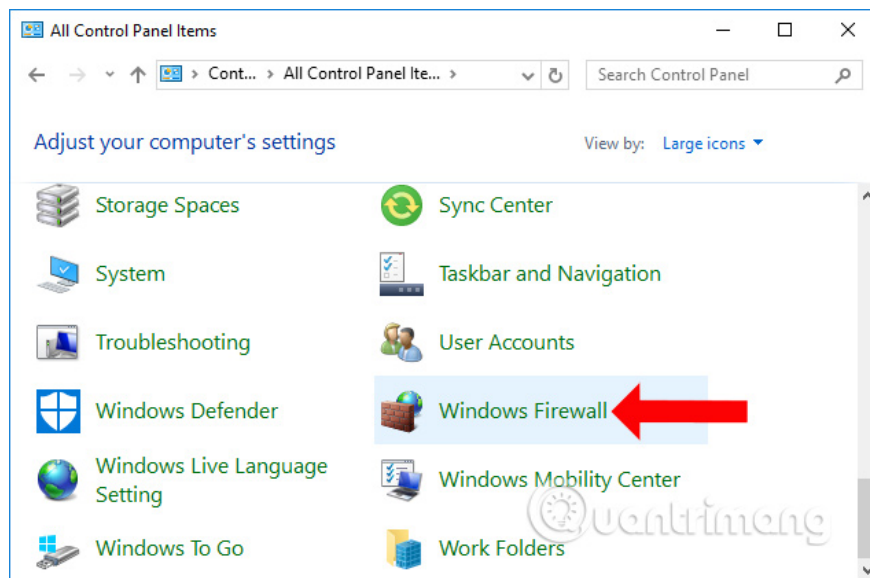 All Control Panel Items
Cont... All Control Panel Ite...
Search Control Panel
Adjust your computer's settings
View by: Large icons
Storage Spaces
Sync Center
System
Taskbar and Navigation
Troubleshooting
User Accounts
Windows Defender
Windows Firewall
Windows Live Language
Setting
Windows Mobility Center
Windows To Go
Work Folders
Quantrimang